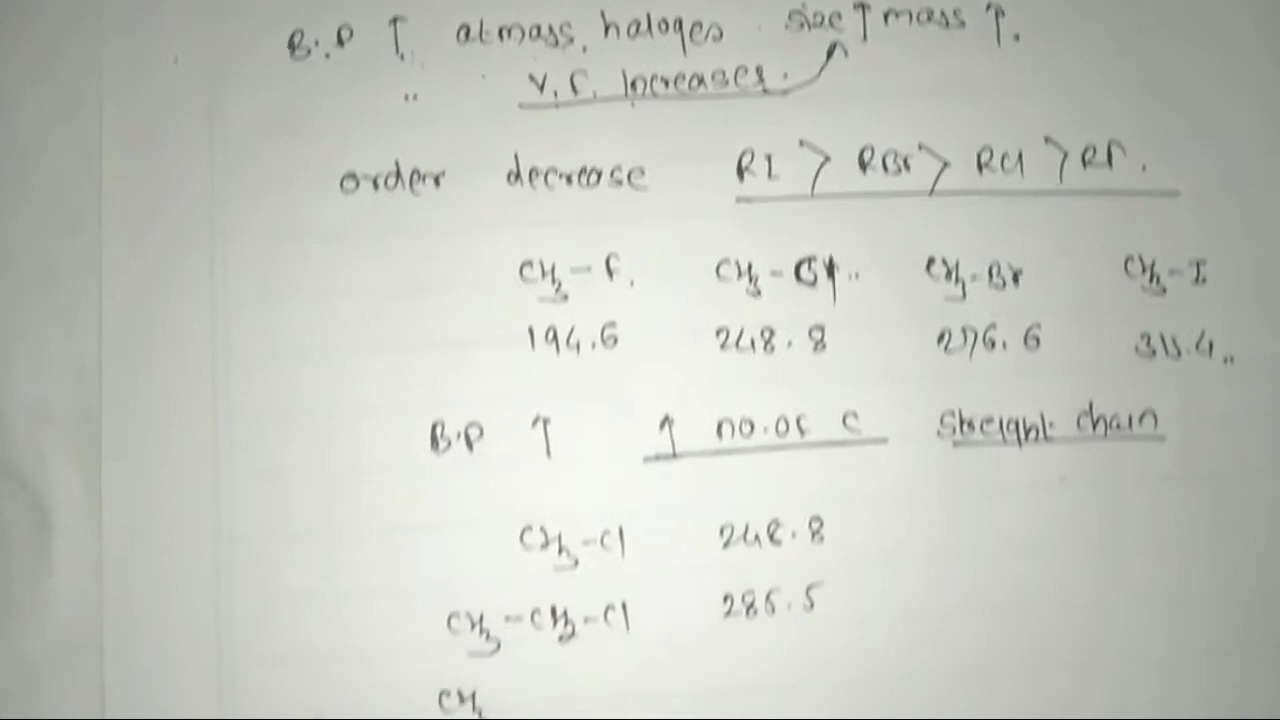 B.P ↑ at mass, haloges size ↑ mass ↑.
V.F. Increases.
order decrease RI > RBr > RCl > RF.
CH3 - F. CH3 - Cl.. CH3 - Br CH3 - I
194.6 248.8 276.6 315.4..
B.P ↑ ↑ no. of C Streight chain
CH3 - Cl 248.8
CH3 - CH2 - Cl 285.5
CH3